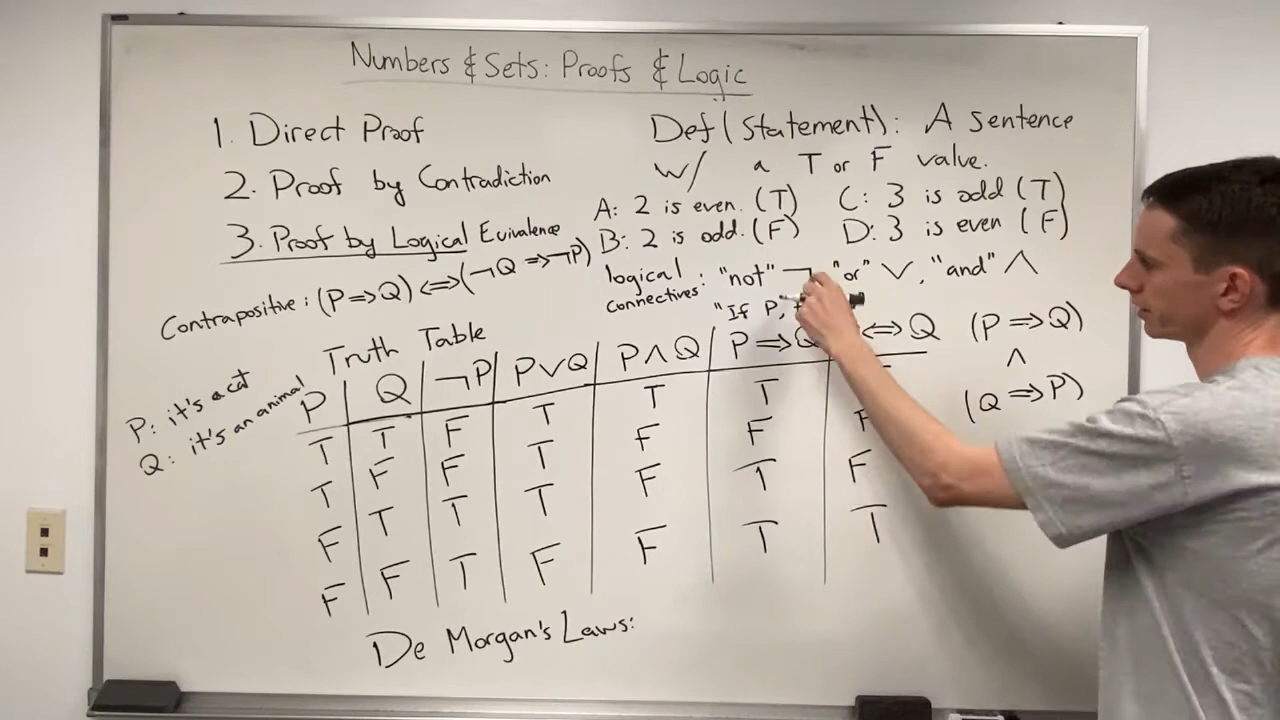 Numbers & Sets: Proofs & Logic
1. Direct Proof
2. Proof by Contradiction
3. Proof by Logical Equivalence
Contrapositive: (P⇒Q) ⇔ (¬Q ⇒ ¬P)
Def (Statement): A sentence
w/ a T or F value.
A: 2 is even. (T) C: 3 is odd (T)
B: 2 is odd. (F) D: 3 is even (F)
logical connectives: "not" ¬, "or" ∨, "and" ∧
"If P,
(P ⇒ Q)
∧
(Q ⇒ P)
P: it's a cat
Q: it's an animal
Truth Table
P Q ¬P P∨Q P∧Q P⇒Q ⇔Q
T T F T T T
T F F T F F F
F T T T F T F
F F T F F T T
De Morgan's Laws: